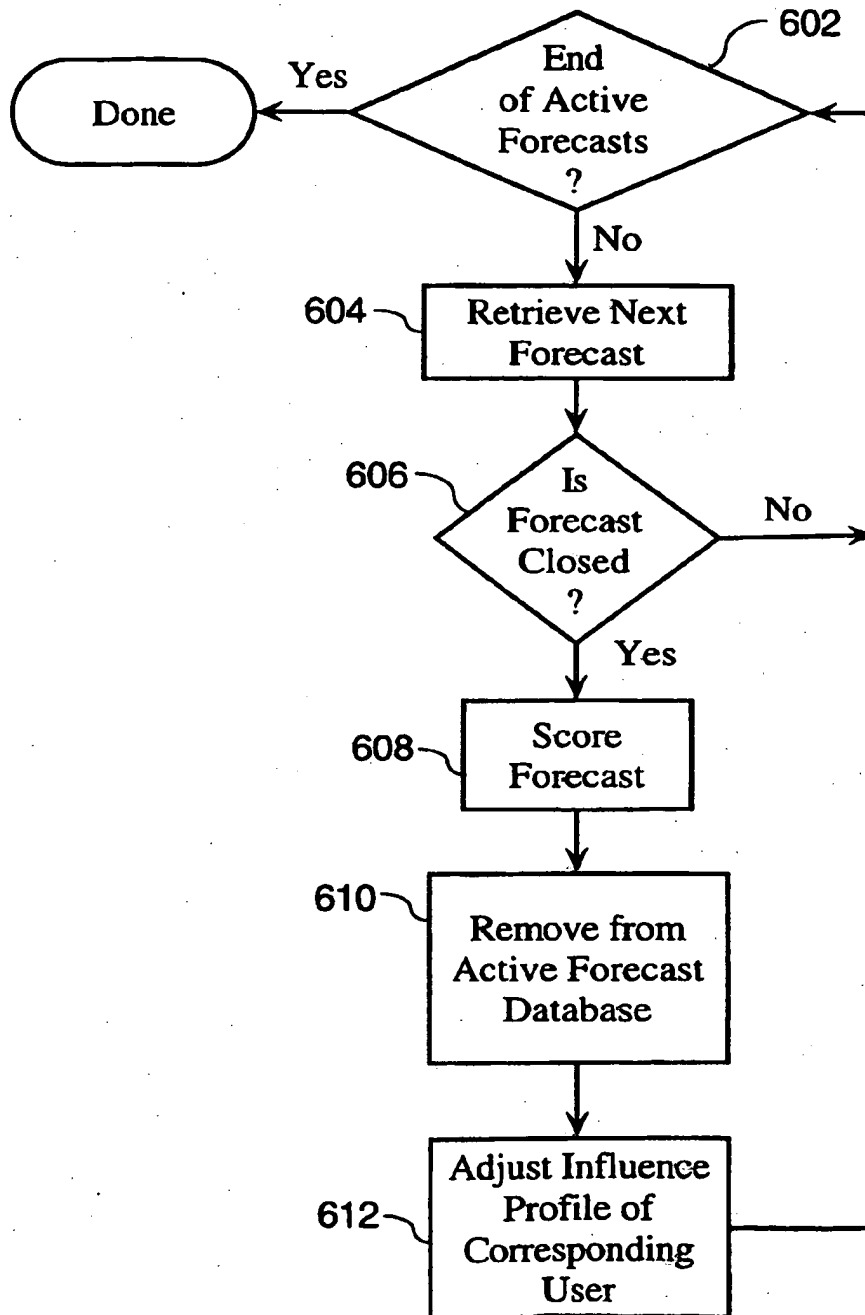 602
Yes
End
of Active
Forecasts
?
Done
No
604
Retrieve Next
Forecast
606
Is
Forecast
Closed
?
No
Yes
608
Score
Forecast
610
Remove from
Active Forecast
Database
612
Adjust Influence
Profile of
Corresponding
User